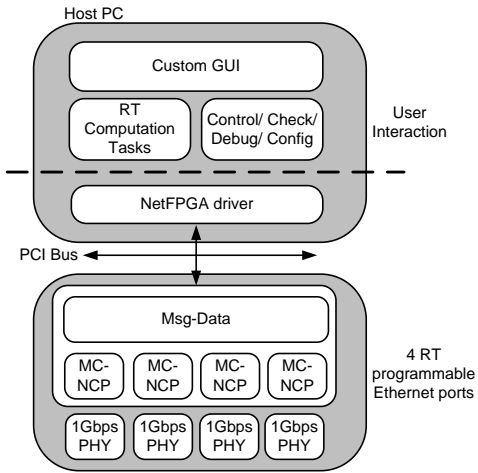 Host PC
Custom GUI
RT
Computation
Tasks
Control/ Check/
Debug/ Config
User
Interaction
NetFPGA driver
PCI Bus
Msg-Data
MC-
NCP
MC-
NCP
MC-
NCP
MC-
NCP
4 RT
programmable
Ethernet ports
1Gbps
PHY
1Gbps
PHY
1Gbps
PHY
1Gbps
PHY